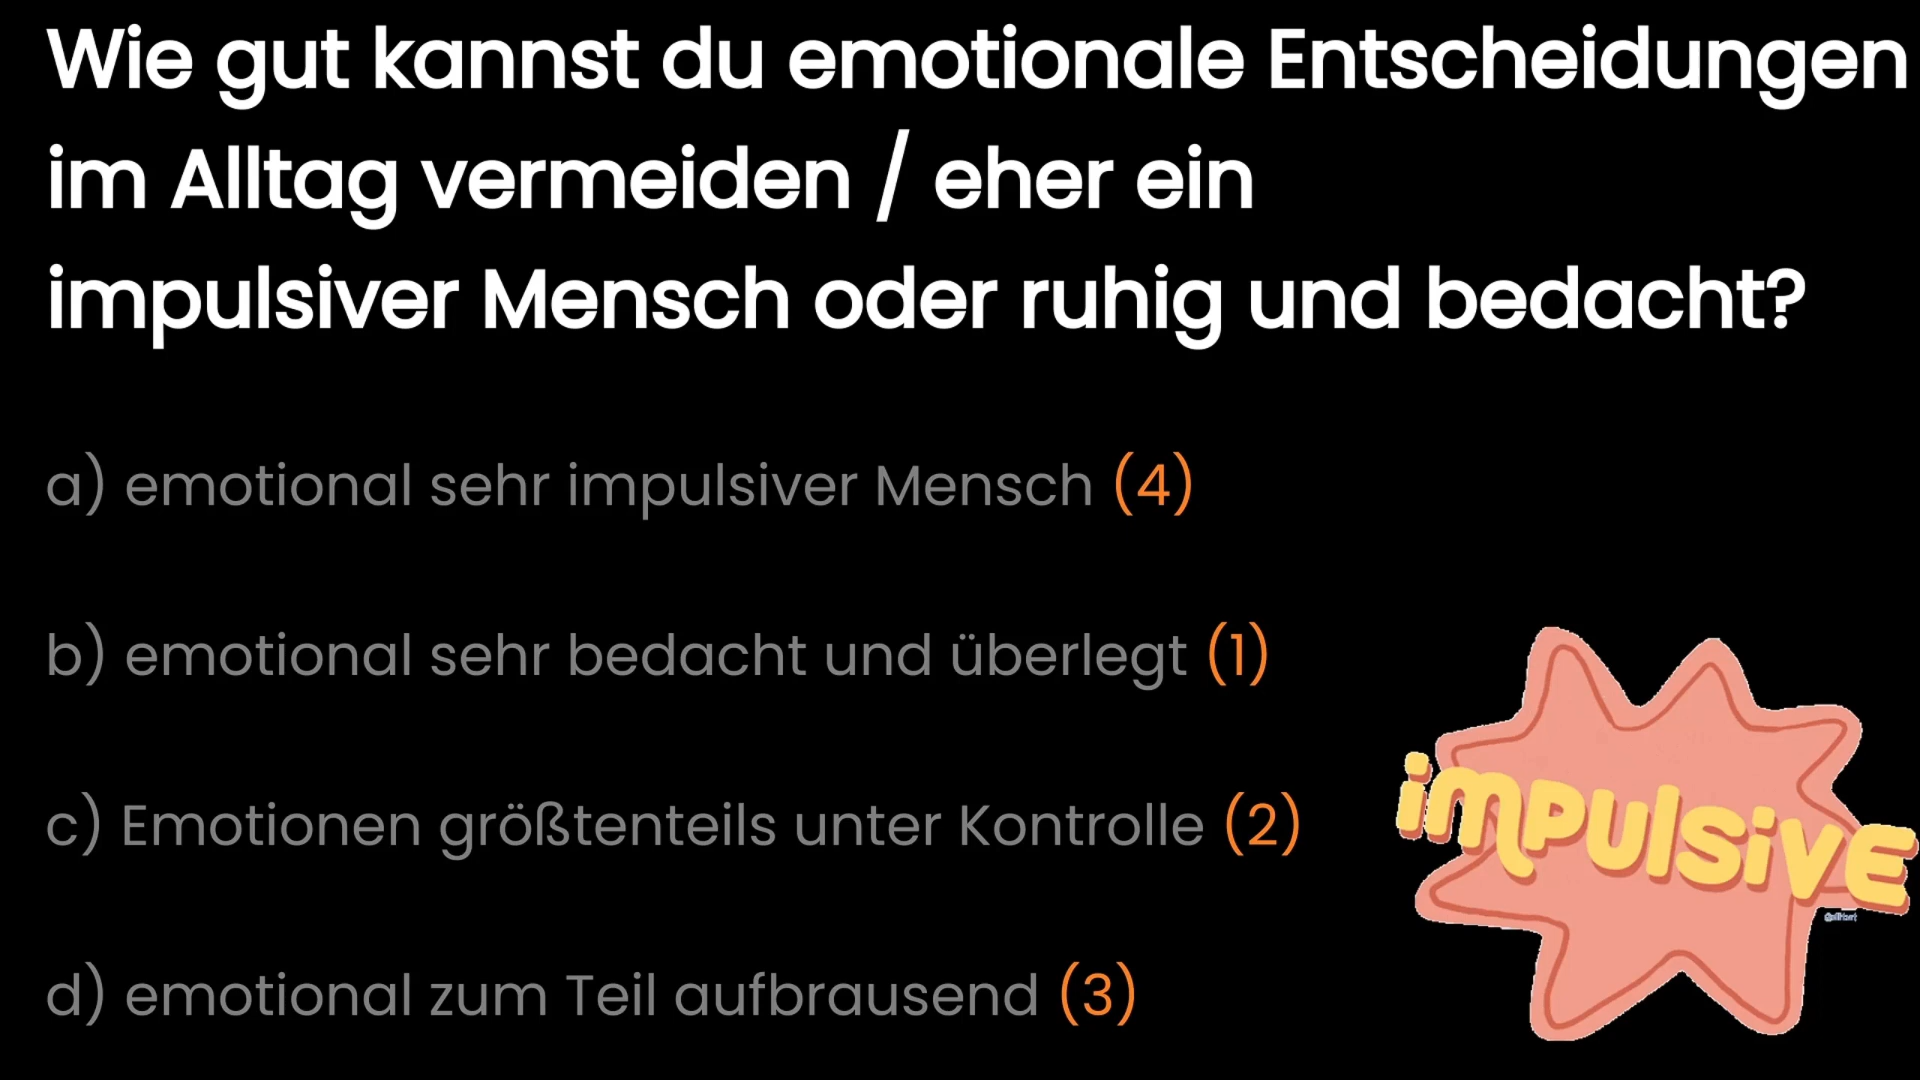 Wie gut kannst du emotionale Entscheidungen
im Alltag vermeiden / eher ein
impulsiver Mensch oder ruhig und bedacht?
a) emotional sehr impulsiver Mensch (4)
b) emotional sehr bedacht und überlegt (1)
c) Emotionen größtenteils unter Kontrolle (2)
d) emotional zum Teil aufbrausend (3)
impulsive